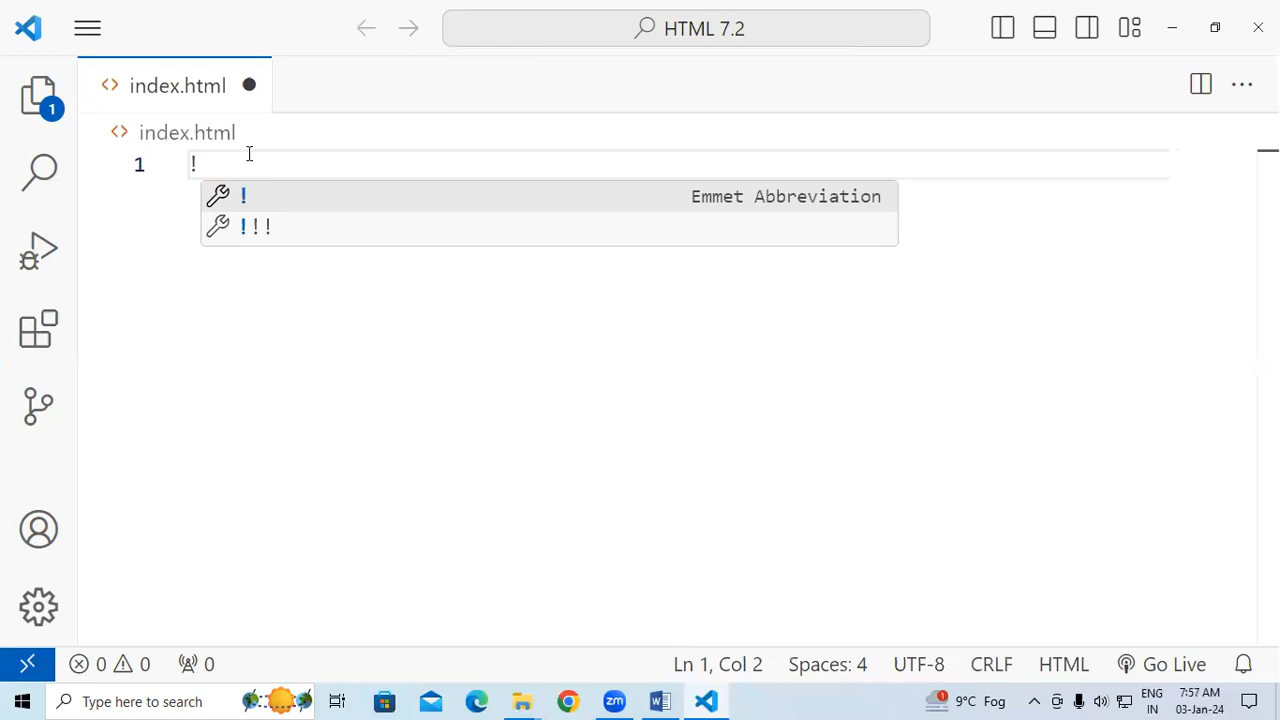 HTML 7.2
index.html
1
index.html
1 !
! Emmet Abbreviation
!!!
0 0 0 Ln 1, Col 2 Spaces: 4 UTF-8 CRLF HTML Go Live
Type here to search 1 9°C Fog ENG IN 7:57 AM 03-Jan-24
zm